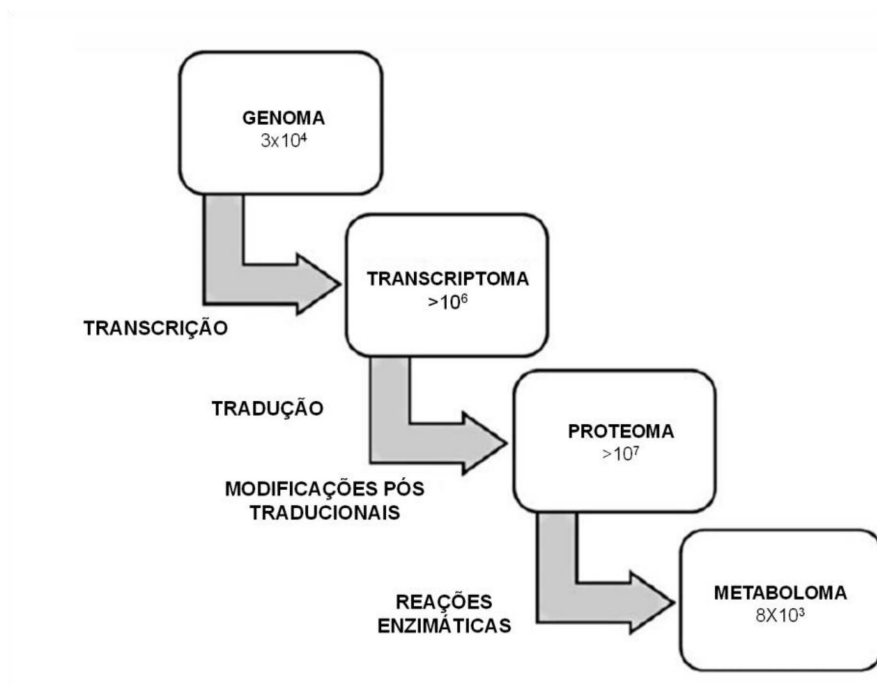 GENOMA
3x10⁴
TRANSCRIÇÃO
TRANSCRIPTOMA
>10⁶
TRADUÇÃO
MODIFICAÇÕES PÓS
TRADUCIONAIS
PROTEOMA
>10⁷
REAÇÕES
ENZIMÁTICAS
METABOLOMA
8X10³